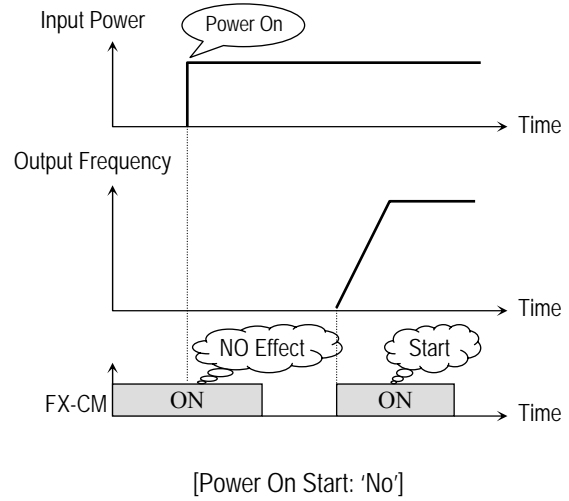 Input Power
Power On
Time
Output Frequency
Time
NO Effect
Start
FX-CM
ON
ON
Time
[Power On Start: ‘No’]